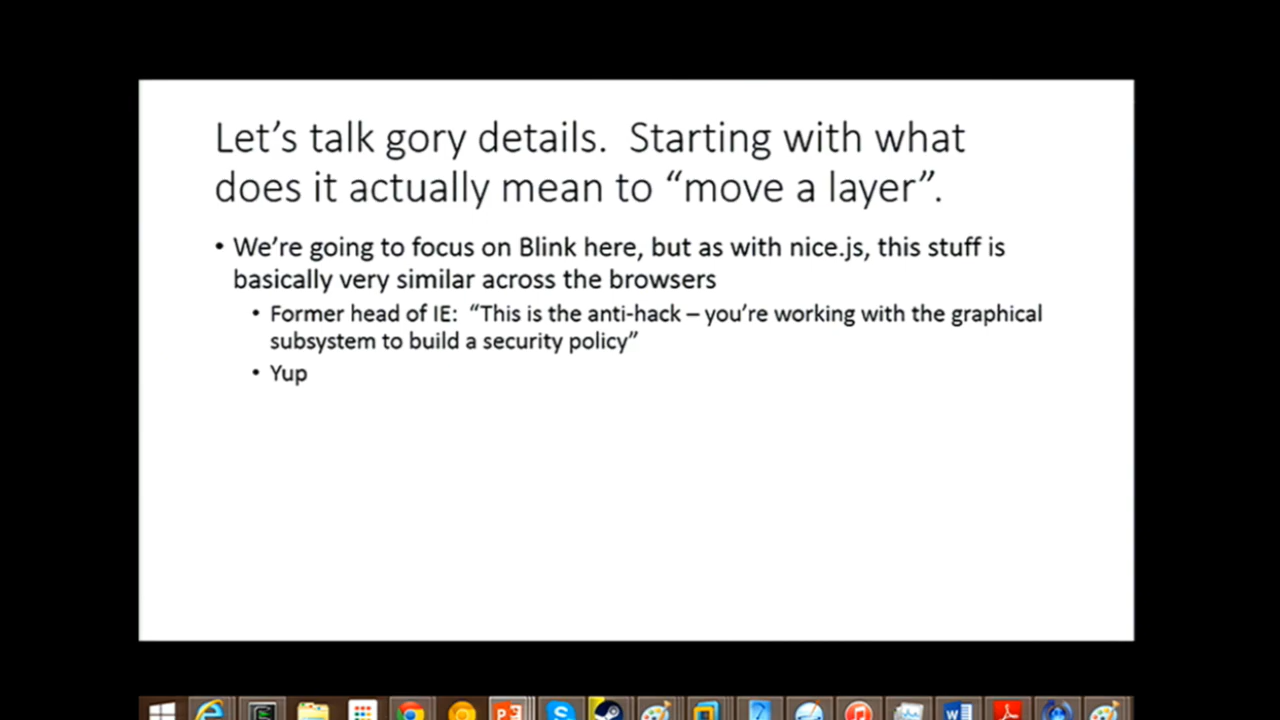 Let’s talk gory details.  Starting with what
does it actually mean to “move a layer”.
• We’re going to focus on Blink here, but as with nice.js, this stuff is
basically very similar across the browsers
• Former head of IE:  “This is the anti-hack – you’re working with the graphical
subsystem to build a security policy”
• Yup